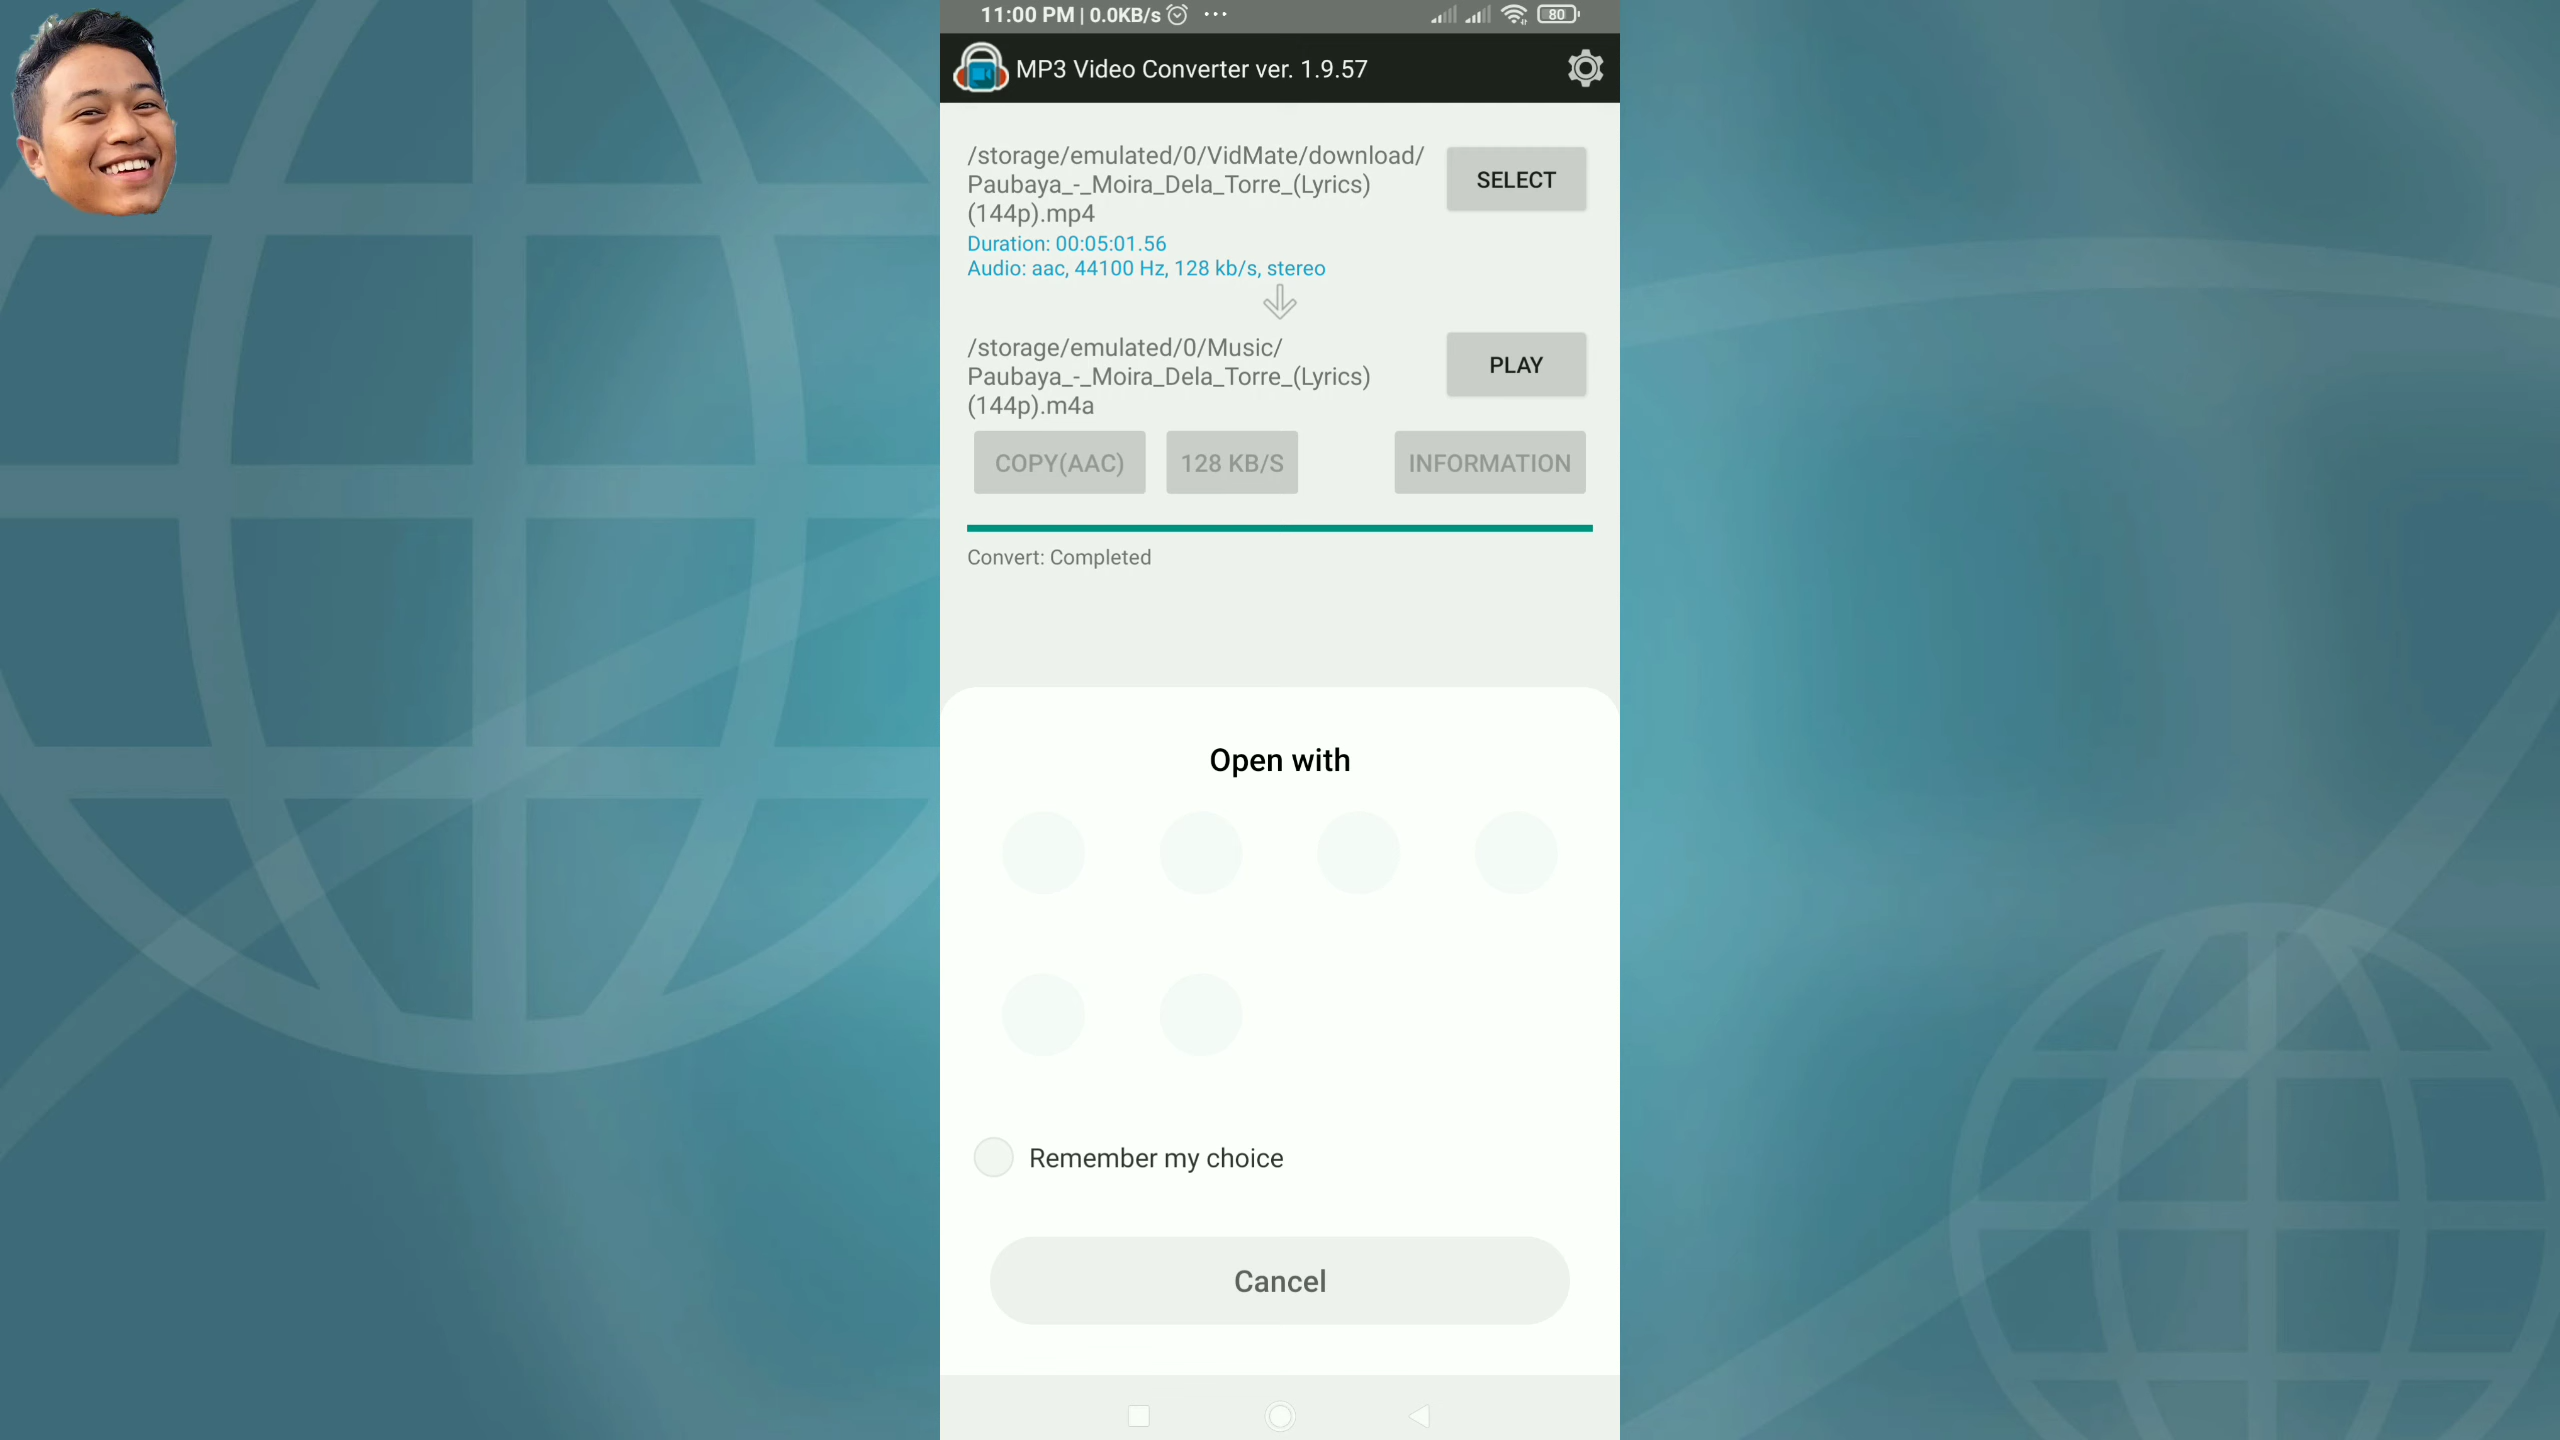 11:00 PM | 0.0KB/s ...
80
MP3 Video Converter ver. 1.9.57
/storage/emulated/0/VidMate/download/
Paubaya_-_Moira_Dela_Torre_(Lyrics)
(144p).mp4
SELECT
Duration: 00:05:01.56
Audio: aac, 44100 Hz, 128 kb/s, stereo
/storage/emulated/0/Music/
Paubaya_-_Moira_Dela_Torre_(Lyrics)
(144p).m4a
PLAY
COPY(AAC) 128 KB/S INFORMATION
Convert: Completed
Open with
Remember my choice
Cancel